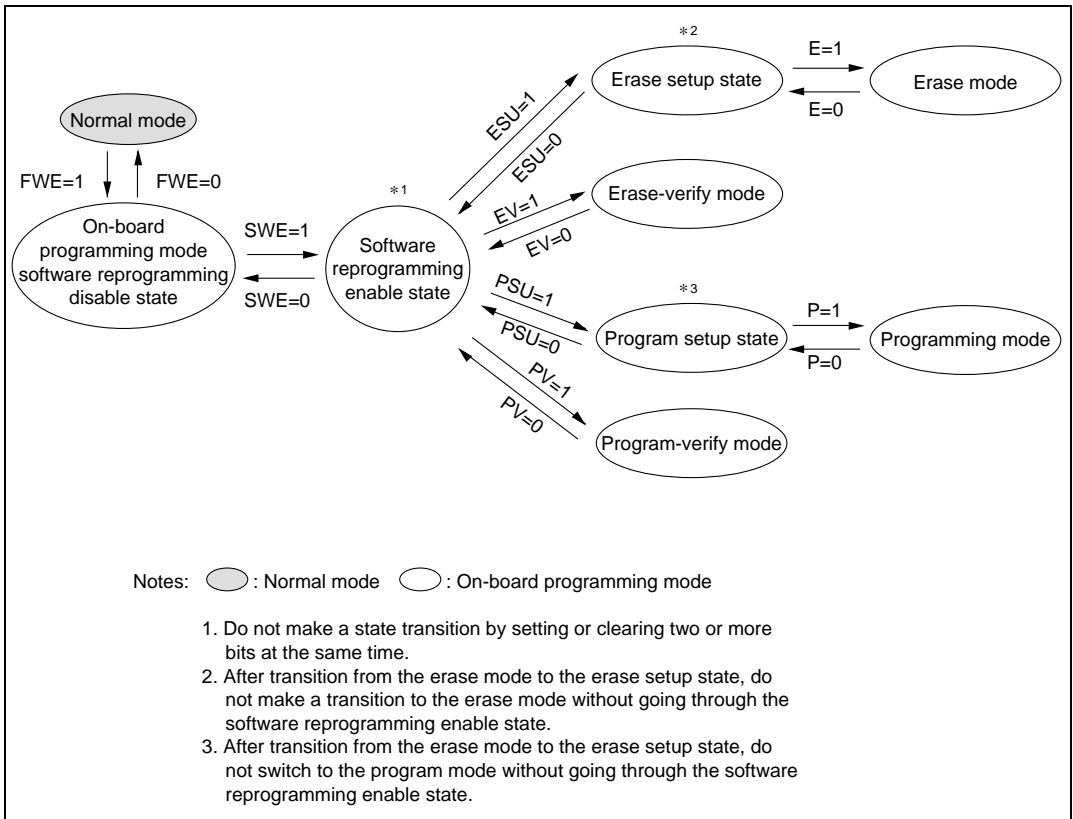 *2
E=1
Erase setup state
Erase mode
E=0
ESU=1
ESU=0
Normal mode
FWE=1
FWE=0
*1
EV=1
Erase-verify mode
EV=0
On-board
programming mode
software reprogramming
disable state
SWE=1
SWE=0
Software
reprogramming
enable state
PSU=1
PSU=0
*3
P=1
Program setup state
Programming mode
P=0
PV=1
PV=0
Program-verify mode
Notes: : Normal mode : On-board programming mode
1. Do not make a state transition by setting or clearing two or more
bits at the same time.
2. After transition from the erase mode to the erase setup state, do
not make a transition to the erase mode without going through the
software reprogramming enable state.
3. After transition from the erase mode to the erase setup state, do
not switch to the program mode without going through the software
reprogramming enable state.